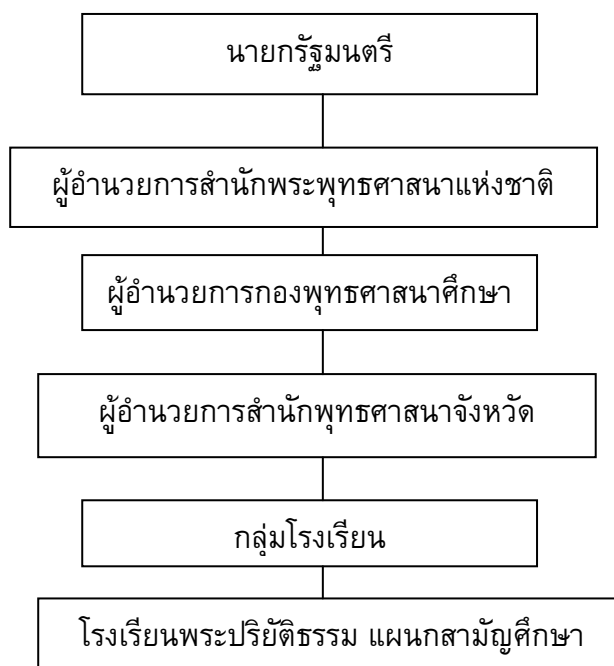 นายกรัฐมนตรี
ผู้อำนวยการสำนักพระพุทธศาสนาแห่งชาติ
ผู้อำนวยการกองพุทธศาสนศึกษา
ผู้อำนวยการสำนักพุทธศาสนาจังหวัด
กลุ่มโรงเรียน
โรงเรียนพระปริยัติธรรม แผนกสามัญศึกษา